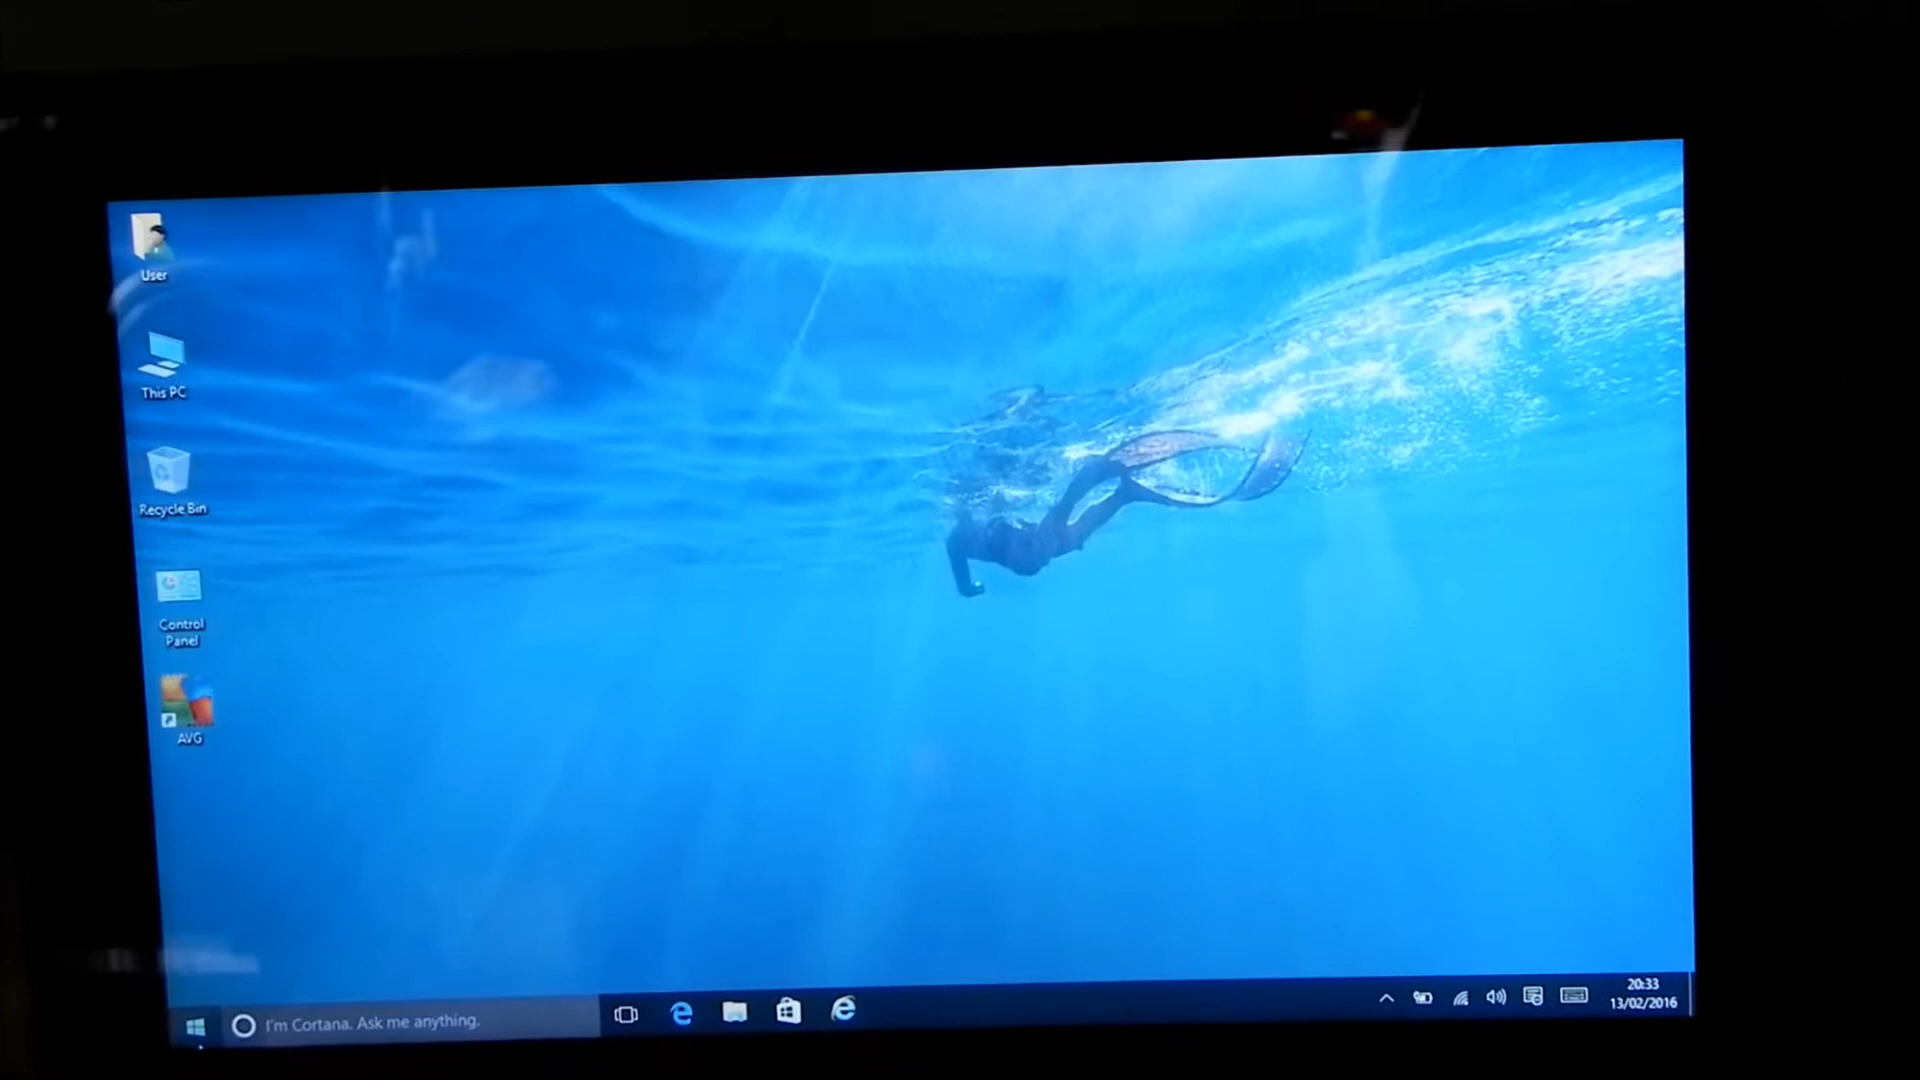 User
This PC
Recycle Bin
Control
Panel
AVG
I'm Cortana. Ask me anything.
20:33
13/02/2016